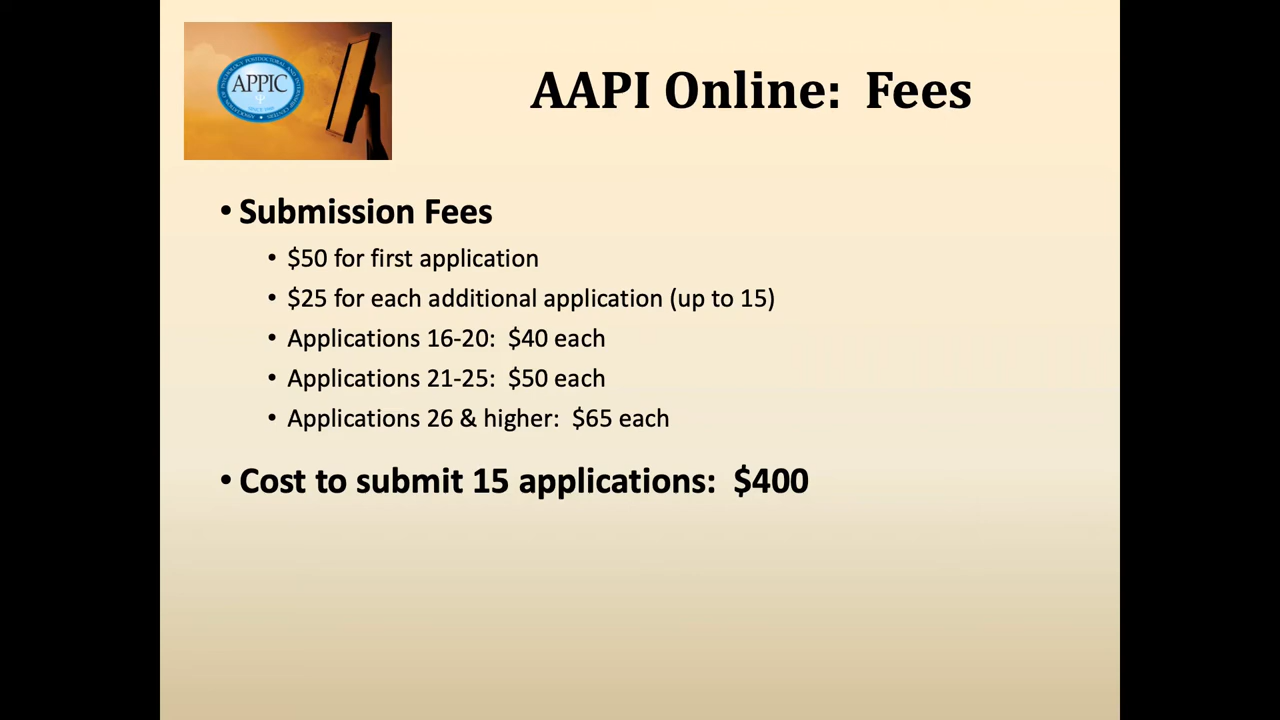 APPIC
AAPI Online: Fees
• Submission Fees
• $50 for first application
• $25 for each additional application (up to 15)
• Applications 16-20: $40 each
• Applications 21-25: $50 each
• Applications 26 & higher: $65 each
• Cost to submit 15 applications: $400